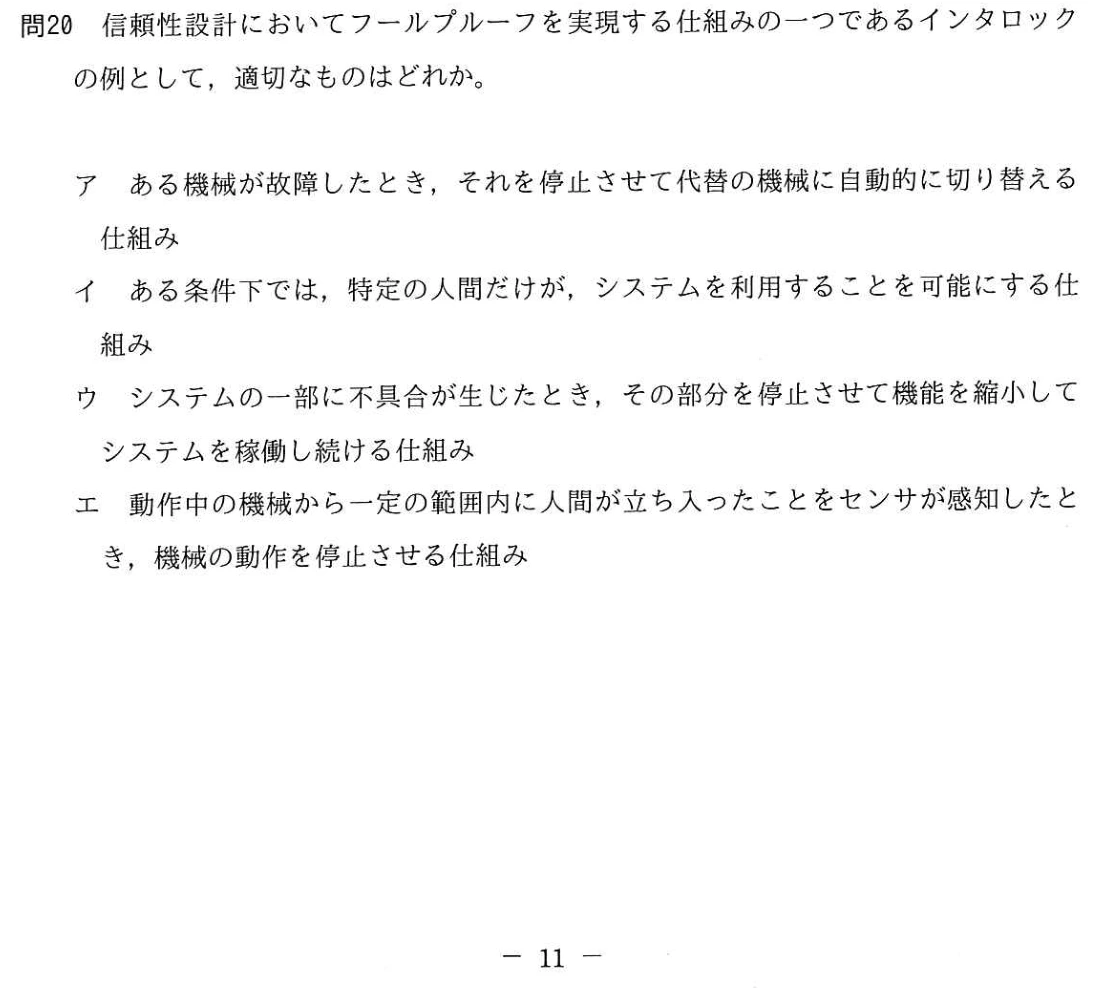 問20 信頼性設計においてフールプルーフを実現する仕組みの一つであるインタロック
の例として，適切なものはどれか。
ア ある機械が故障したとき，それを停止させて代替の機械に自動的に切り替える
仕組み
イ ある条件下では，特定の人間だけが，システムを利用することを可能にする仕
組み
ウ システムの一部に不具合が生じたとき，その部分を停止させて機能を縮小して
システムを稼働し続ける仕組み
エ 動作中の機械から一定の範囲内に人間が立ち入ったことをセンサが感知したと
き，機械の動作を停止させる仕組み
－ 11 －